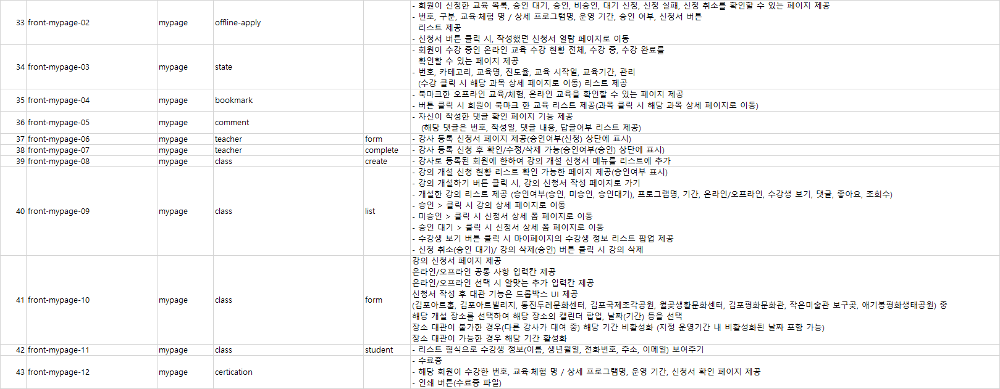 - 회원이 신청한 교육 목록, 승인 대기, 승인, 비승인, 대기 신청, 신청 실패, 신청 취소를 확인할 수 있는 페이지 제공
33 front-mypage-02 mypage offline-apply
- 번호, 구분, 교육·체험 명 / 상세 프로그램명, 운영 기간, 승인 여부, 신청서 버튼
리스트 제공
- 신청서 버튼 클릭 시, 작성했던 신청서 열람 페이지로 이동
34 front-mypage-03 mypage state
- 회원이 수강 중인 온라인 교육 수강 현황 전체, 수강 중, 수강 완료를
확인할 수 있는 페이지 제공
- 번호, 카테고리, 교육명, 진도율, 교육 시작일, 교육기간, 관리
(수강 클릭 시 해당 과목 상세 페이지로 이동) 리스트 제공
35 front-mypage-04 mypage bookmark
- 북마크한 오프라인 교육/체험, 온라인 교육을 확인할 수 있는 페이지 제공
- 버튼 클릭 시 회원이 북마크 한 교육 리스트 제공(과목 클릭 시 해당 과목 상세 페이지로 이동)
36 front-mypage-05 mypage comment
- 자신이 작성한 댓글 확인 페이지 기능 제공
(해당 댓글은 번호, 작성일, 댓글 내용, 답글여부 리스트 제공)
37 front-mypage-06 mypage teacher form - 강사 등록 신청서 페이지 제공(승인여부(신청) 상단에 표시)
38 front-mypage-07 mypage teacher complete - 강사 등록 신청 후 확인/수정/삭제 가능(승인여부(승인) 상단에 표시)
39 front-mypage-08 mypage class create - 강사로 등록된 회원에 한하여 강의 개설 신청서 메뉴를 리스트에 추가
40 front-mypage-09 mypage class list
- 강의 개설 신청 현황 리스트 확인 가능한 페이지 제공(승인여부 표시)
- 강의 개설하기 버튼 클릭 시, 강의 신청서 작성 페이지로 가기
- 개설한 강의 리스트 제공 (승인여부(승인, 미승인, 승인대기), 프로그램명, 기간, 온라인/오프라인, 수강생 보기, 댓글, 좋아요, 조회수)
- 승인 > 클릭 시 강의 상세 페이지로 이동
- 미승인 > 클릭 시 신청서 상세 폼 페이지로 이동
- 승인 대기 > 클릭 시 신청서 상세 폼 페이지로 이동
- 수강생 보기 버튼 클릭 시 마이페이지의 수강생 정보 리스트 팝업 제공
- 신청 취소(승인 대기)/ 강의 삭제(승인) 버튼 클릭 시 강의 삭제
41 front-mypage-10 mypage class form
강의 신청서 페이지 제공
온라인/오프라인 공통 사항 입력칸 제공
온라인/오프라인 선택 시 알맞는 추가 입력칸 제공
신청서 작성 후 대관 기능은 드롭박스 UI 제공
(김포아트홀, 김포아트빌리지, 통진두레문화센터, 김포국제조각공원, 월곶생활문화센터, 김포평화문화관, 작은미술관 보구곶, 애기봉평화생태공원) 중
해당 개설 장소를 선택하여 해당 장소의 캘린더 팝업, 날짜(기간) 등을 선택
장소 대관이 불가한 경우(다른 강사가 대여 중) 해당 기간 비활성화 (지정 운영기간 내 비활성화된 날짜 포함 가능)
장소 대관이 가능한 경우 해당 기간 활성화
42 front-mypage-11 mypage class student - 리스트 형식으로 수강생 정보(이름, 생년월일, 전화번호, 주소, 이메일) 보여주기
43 front-mypage-12 mypage certication
- 수료증
- 해당 회원이 수강한 번호, 교육·체험 명 / 상세 프로그램명, 운영 기간, 신청서 확인 페이지 제공
- 인쇄 버튼(수료증 파일)